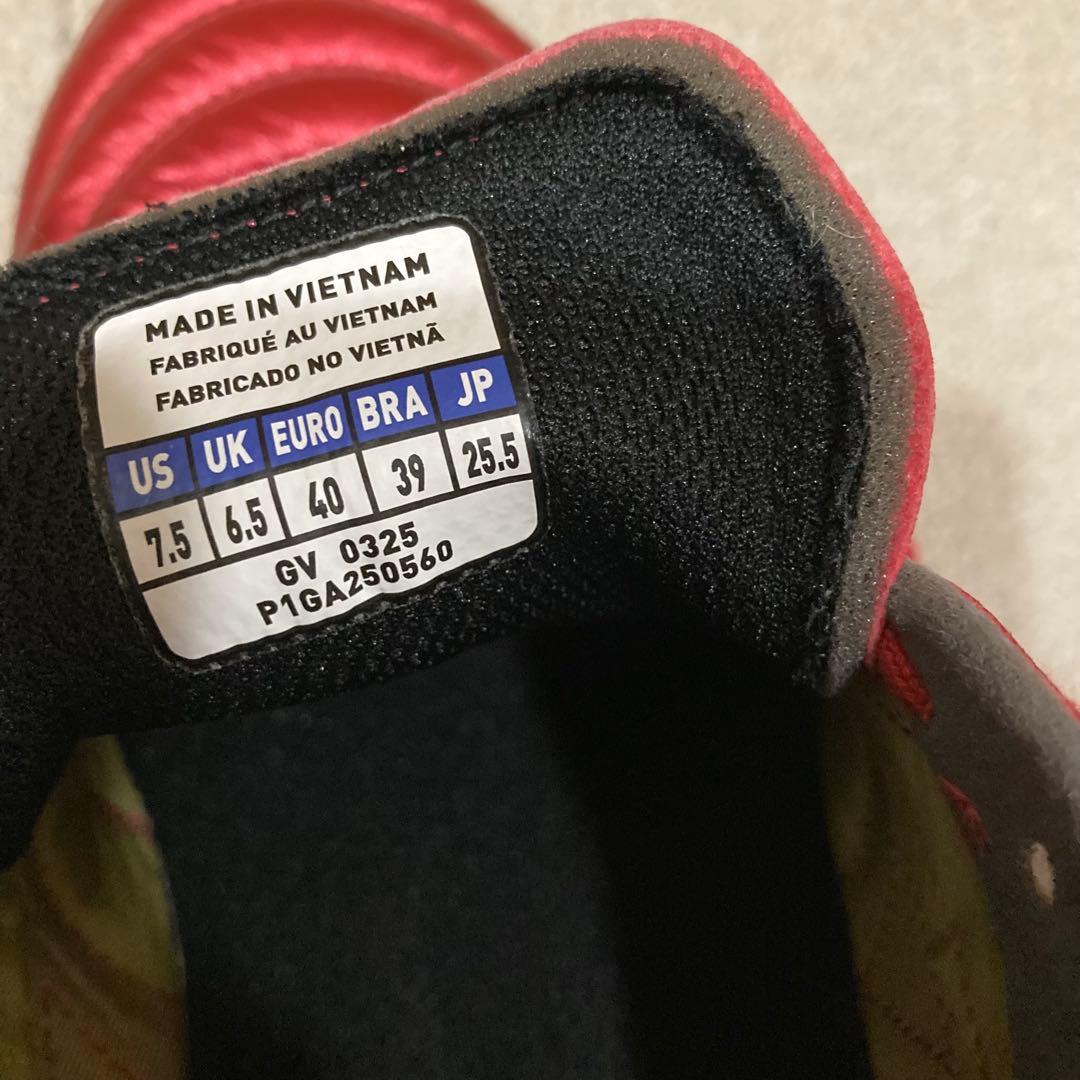 MADE IN VIETNAM
FABRIQUÉ AU VIETNAM
FABRICADO NO VIETNÃ
US UK EURO BRA JP
7.5 6.5 40 39 25.5
GV 0325
P1GA250560